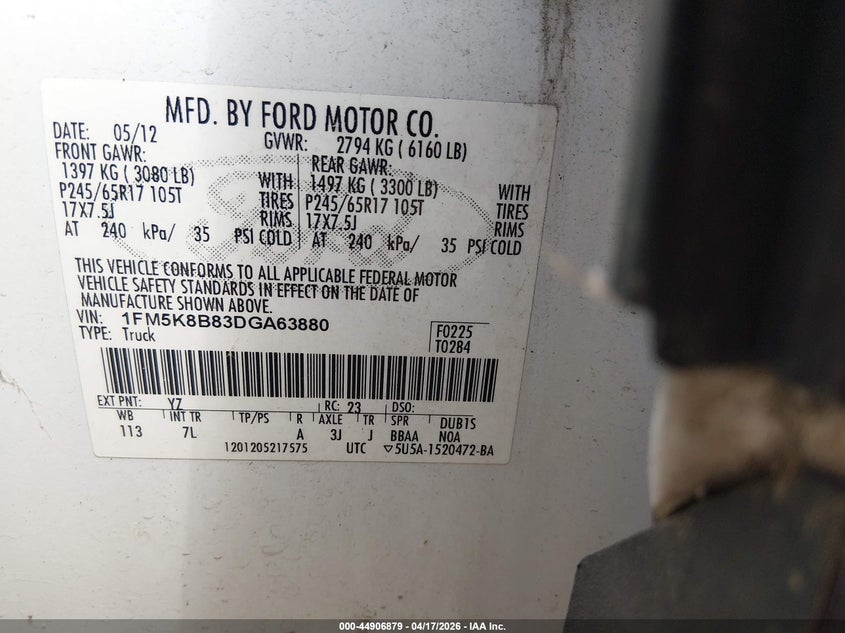 MFD. BY FORD MOTOR CO.
DATE: 05/12 GVWR: 2794 KG ( 6160 LB)
FRONT GAWR: REAR GAWR:
1397 KG ( 3080 LB) WITH 1497 KG ( 3300 LB) WITH
P245/65R17 105T TIRES P245/65R17 105T TIRES
17X7.5J RIMS 17X7.5J RIMS
AT 240 kPa/ 35 PSI COLD AT 240 kPa/ 35 PSI COLD
THIS VEHICLE CONFORMS TO ALL APPLICABLE FEDERAL MOTOR
VEHICLE SAFETY STANDARDS IN EFFECT ON THE DATE OF
MANUFACTURE SHOWN ABOVE.
VIN: 1FM5K8B83DGA63880
TYPE: Truck
F0225
T0284
EXT PNT: YZ RC: 23 DSO:
WB INT TR TP/PS R AXLE TR SPR DUB1S
113 7L A 3J J BBAA NOA
1201205217575 UTC ▽5U5A-1520472-BA
000-44906879 | 04/17/2026 | IAA Inc.